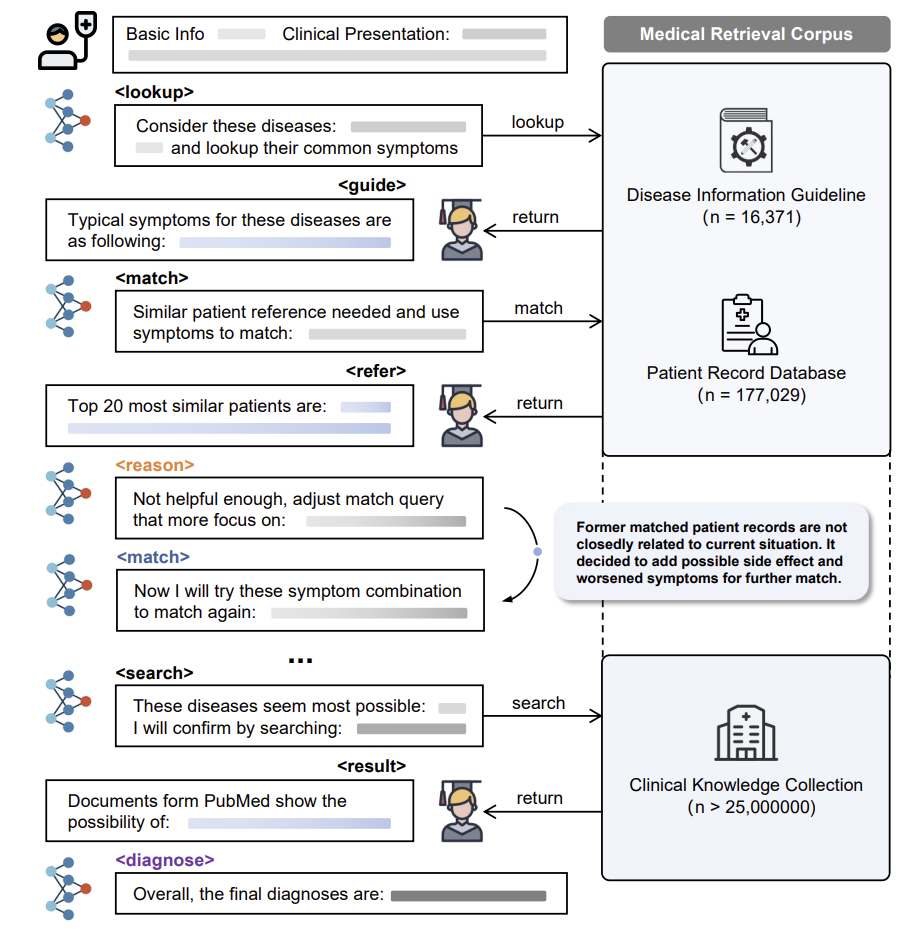 Basic Info Clinical Presentation:
Medical Retrieval Corpus
<lookup>
Consider these diseases:
and lookup their common symptoms
lookup
Disease Information Guideline
(n = 16,371)
<guide>
Typical symptoms for these diseases are
as following:
return
<match>
Similar patient reference needed and use
symptoms to match:
match
Patient Record Database
(n = 177,029)
<refer>
Top 20 most similar patients are:
return
<reason>
Not helpful enough, adjust match query
that more focus on:
Former matched patient records are not
closedly related to current situation. It
decided to add possible side effect and
worsened symptoms for further match.
<match>
Now I will try these symptom combination
to match again:
...
<search>
These diseases seem most possible:
I will confirm by searching:
search
Clinical Knowledge Collection
(n > 25,000000)
<result>
Documents form PubMed show the
possibility of:
return
<diagnose>
Overall, the final diagnoses are: